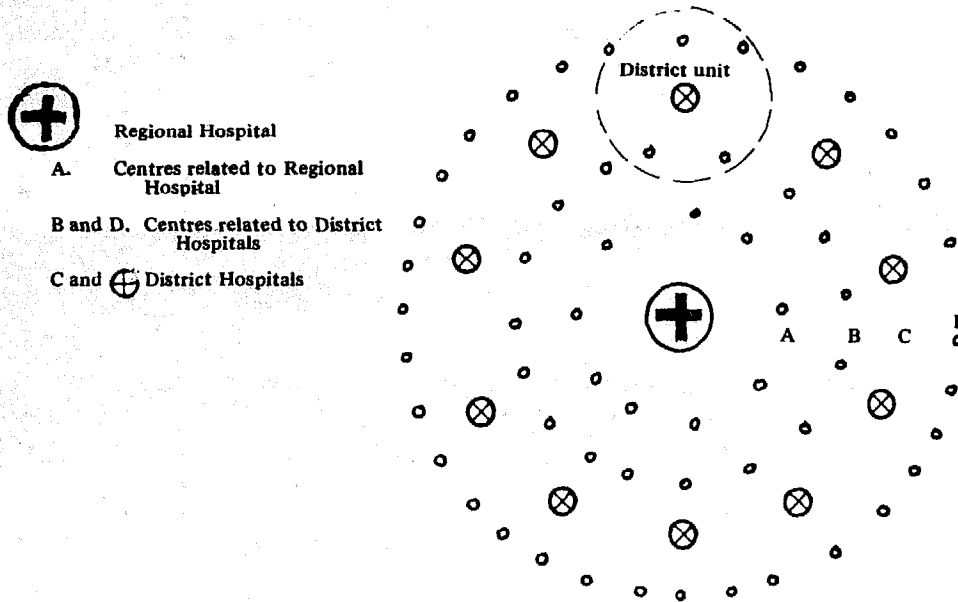 Regional Hospital
A. Centres related to Regional
Hospital
B and D. Centres related to District
Hospitals
C and District Hospitals
District unit
A B C